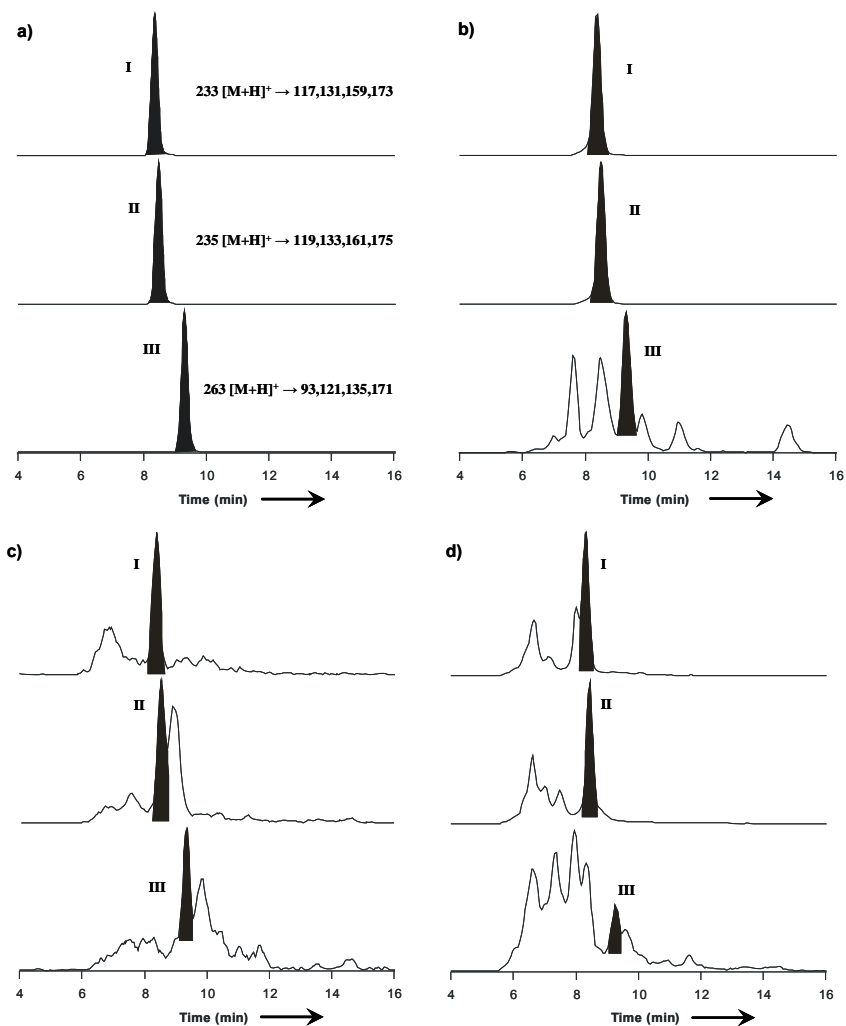 a)
I
233 [M+H]⁺ → 117,131,159,173
II
235 [M+H]⁺ → 119,133,161,175
III
263 [M+H]⁺ → 93,121,135,171
4 6 8 10 12 14 16
Time (min)
b)
I
II
III
4 6 8 10 12 14 16
Time (min)
c)
I
II
III
4 6 8 10 12 14 16
Time (min)
d)
I
II
III
4 6 8 10 12 14 16
Time (min)